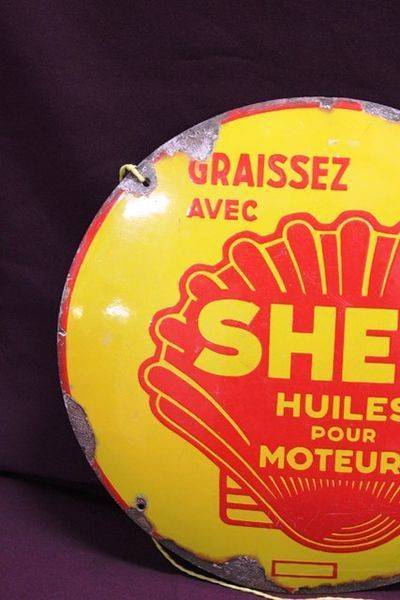 GRAISSEZ
AVEC
SHE
HUILES
POUR
MOTEUR